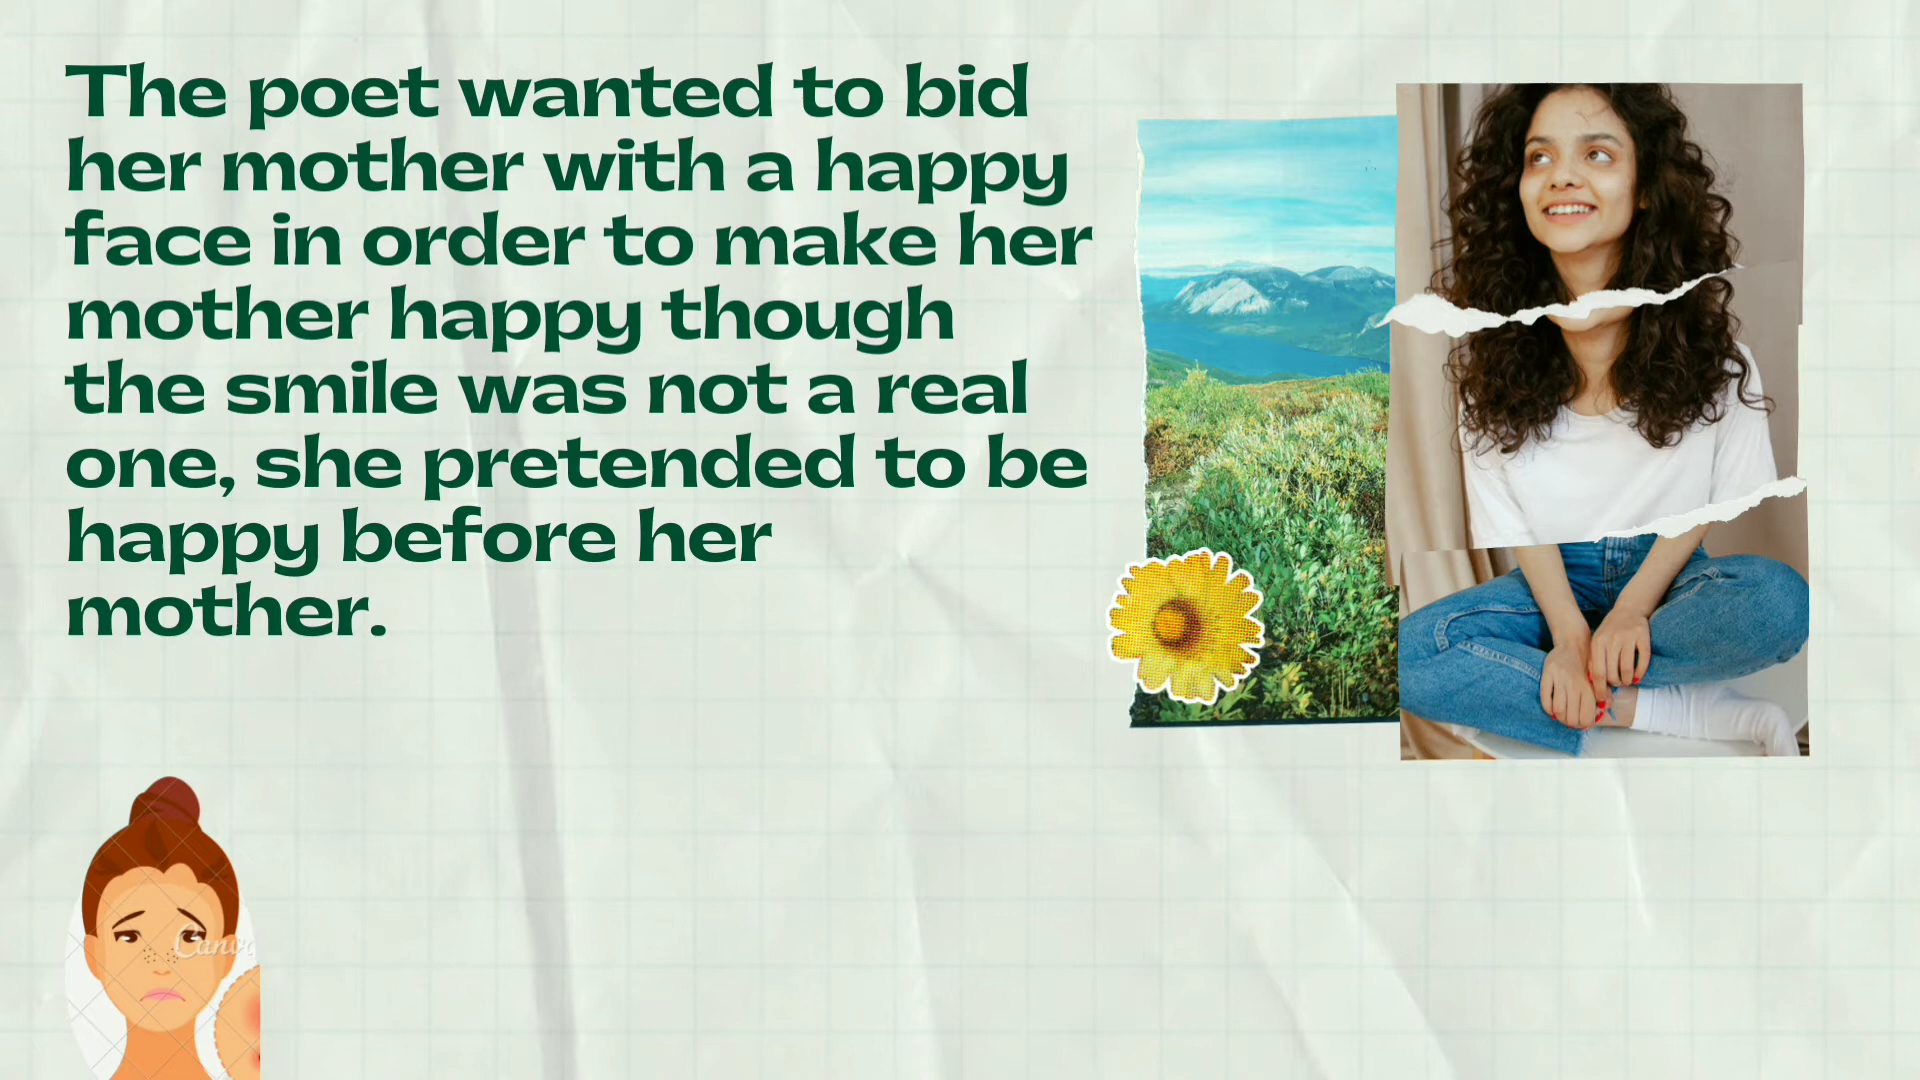 The poet wanted to bid
her mother with a happy
face in order to make her
mother happy though
the smile was not a real
one, she pretended to be
happy before her
mother.
Canva